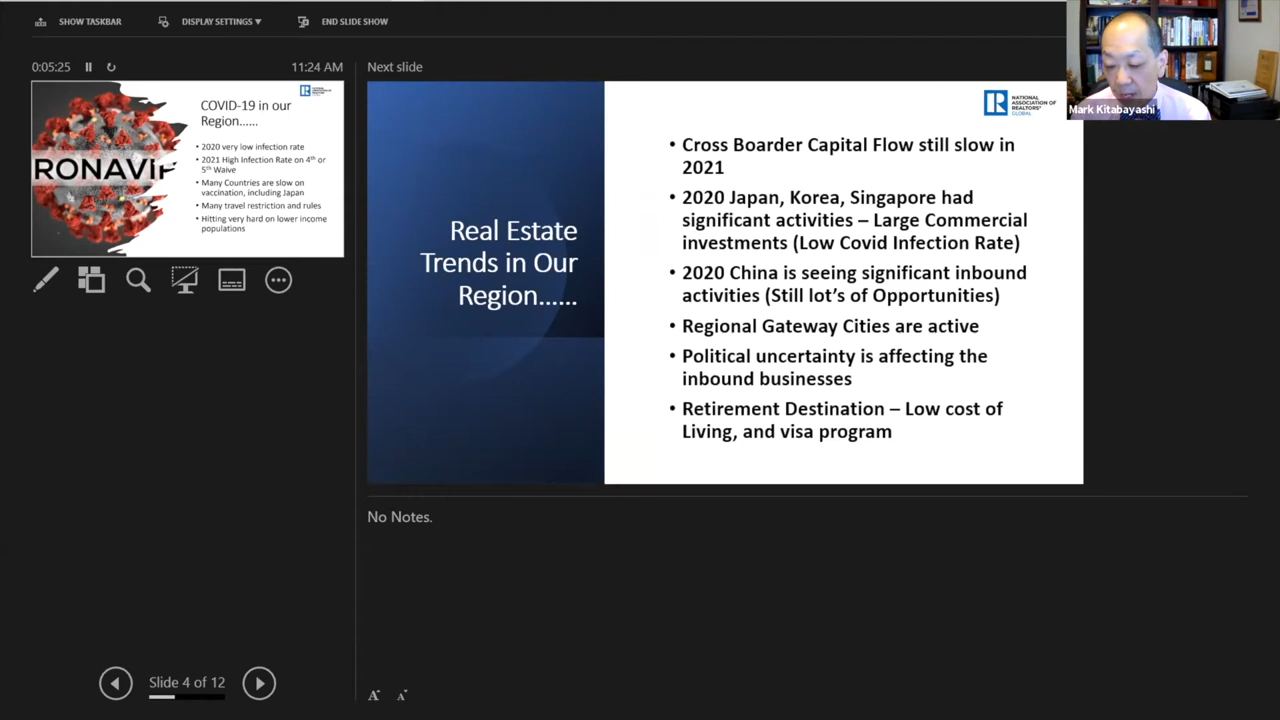 SHOW TASKBAR
DISPLAY SETTINGS ▾
END SLIDE SHOW
0:05:25
11:24 AM
COVID-19 in our
Region......
• 2020 very low infection rate
• 2021 High Infection Rate on 4th or
5th Waive
• Many Countries are slow on
vaccination, including Japan
• Many travel restriction and rules
• Hitting very hard on lower income
populations
RONAVI
Next slide
NATIONAL
ASSOCIATION OF
REALTORS®
GLOBAL
Mark Kitabayashi
Real Estate
Trends in Our
Region......
• Cross Boarder Capital Flow still slow in
2021
• 2020 Japan, Korea, Singapore had
significant activities – Large Commercial
investments (Low Covid Infection Rate)
• 2020 China is seeing significant inbound
activities (Still lot's of Opportunities)
• Regional Gateway Cities are active
• Political uncertainty is affecting the
inbound businesses
• Retirement Destination – Low cost of
Living, and visa program
No Notes.
Slide 4 of 12
A A